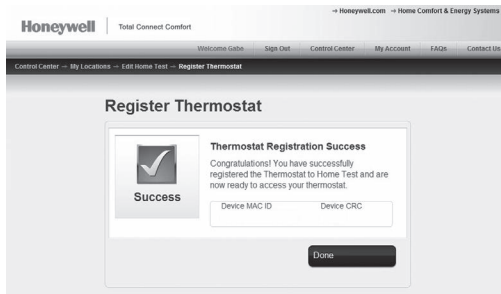 → Honeywell.com → Home Comfort & Energy Systems
Honeywell Total Connect Comfort
Welcome Gabe Sign Out Control Center My Account FAQs Contact Us
Control Center → My Locations → Edit Home Test → Register Thermostat
Register Thermostat
Thermostat Registration Success
Congratulations! You have successfully
registered the Thermostat to Home Test and are
now ready to access your thermostat.
Success
Device MAC ID Device CRC
Done